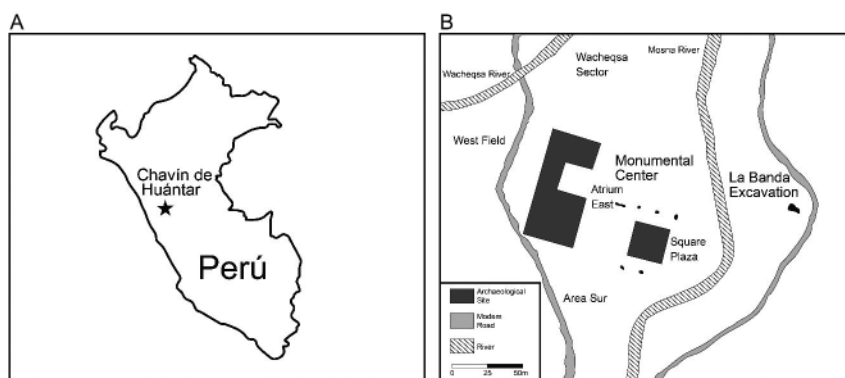 A
Chavín de
Huántar
Perú
B
Wacheqsa
Sector
Mosna River
Wacheqsa River
West Field
Monumental
Center
La Banda
Excavation
Atrium
East
Square
Plaza
Area Sur
Archaeological
Site
Modern
Road
River
0 25 50m